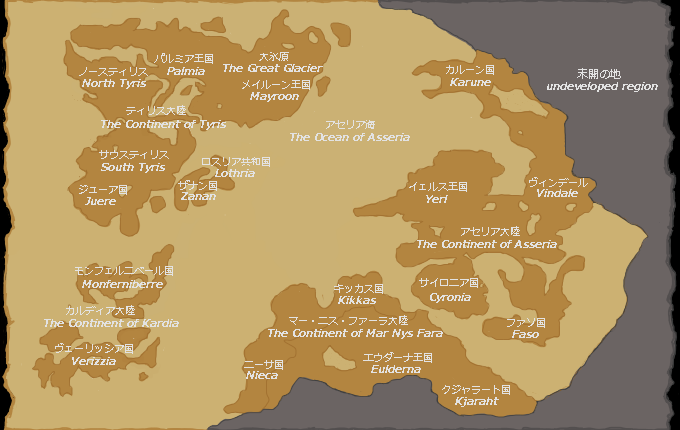 ノースティリス
North Tyris
パルミア王国
Palmia
大氷原
The Great Glacier
メイルーン王国
Mayroon
カルーン国
Karune
未開の地
undeveloped region
ティリス大陸
The Continent of Tyris
アセリア海
The Ocean of Asseria
サウスティリス
South Tyris
ロスリア共和国
Lothria
ジューア国
Juere
ザナン国
Zanan
イェルス王国
Yerl
ヴィンデール
Vindale
アセリア大陸
The Continent of Asseria
モンフェルニベール国
Monferniberre
キッカス国
Kikkas
サイロニア国
Cyronia
カルディア大陸
The Continent of Kardia
マー・ニス・ファーラ大陸
The Continent of Mar Nys Fara
ファソ国
Faso
ヴェーリッシア国
Verizzia
ニーサ国
Nieca
エウダーナ王国
Eulderna
クジャラート国
Kjaraht